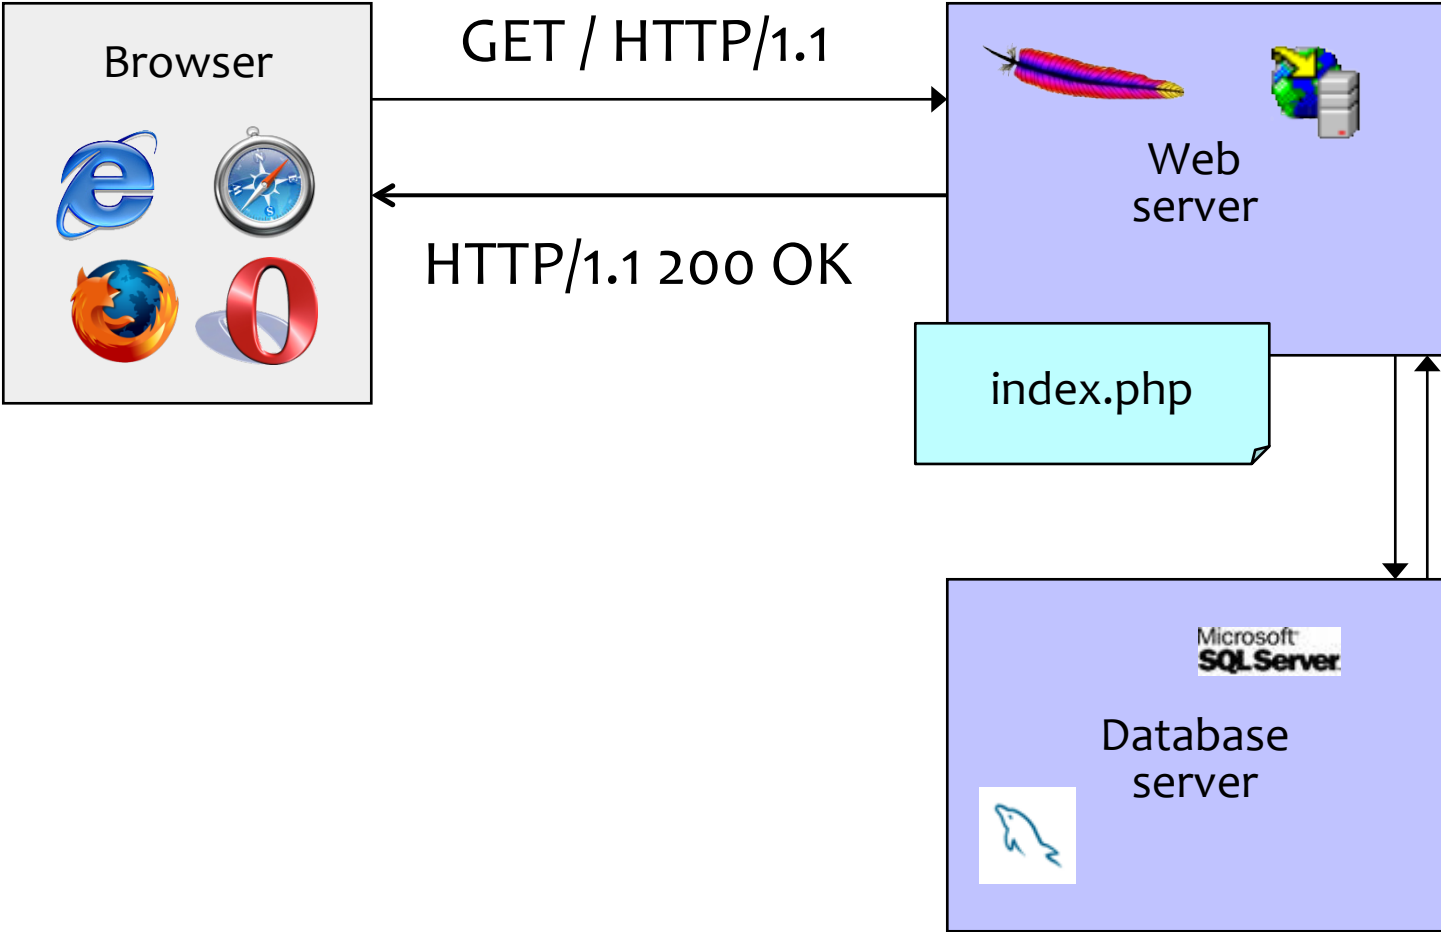 Browser
GET / HTTP/1.1
Web
server
HTTP/1.1 200 OK
index.php
Microsoft
SQL Server
Database
server